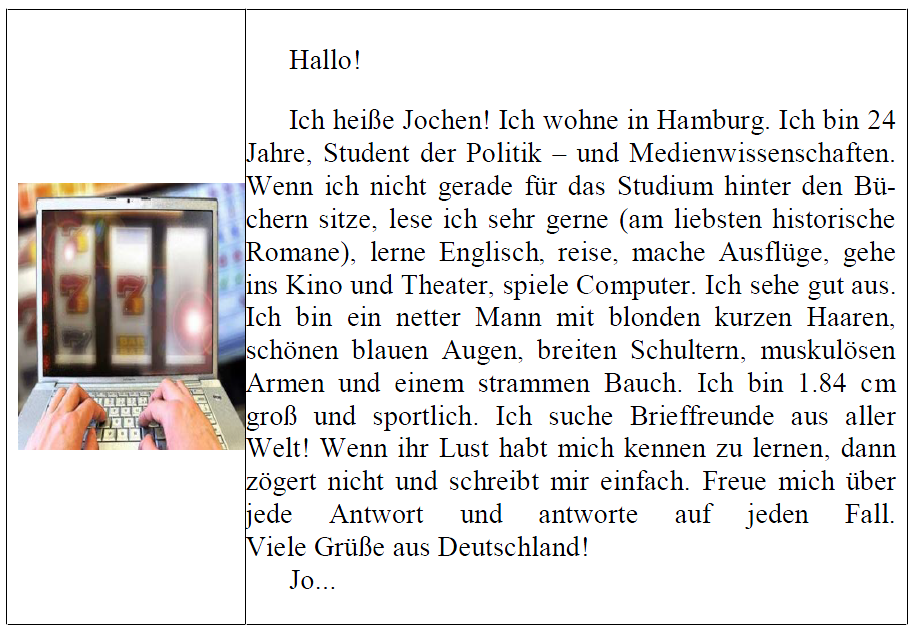 Hallo!
Ich heiße Jochen! Ich wohne in Hamburg. Ich bin 24
Jahre, Student der Politik – und Medienwissenschaften.
Wenn ich nicht gerade für das Studium hinter den Bü-
chern sitze, lese ich sehr gerne (am liebsten historische
Romane), lerne Englisch, reise, mache Ausflüge, gehe
ins Kino und Theater, spiele Computer. Ich sehe gut aus.
Ich bin ein netter Mann mit blonden kurzen Haaren,
schönen blauen Augen, breiten Schultern, muskulösen
Armen und einem strammen Bauch. Ich bin 1.84 cm
groß und sportlich. Ich suche Brieffreunde aus aller
Welt! Wenn ihr Lust habt mich kennen zu lernen, dann
zögert nicht und schreibt mir einfach. Freue mich über
jede Antwort und antworte auf jeden Fall.
Viele Grüße aus Deutschland!
Jo...